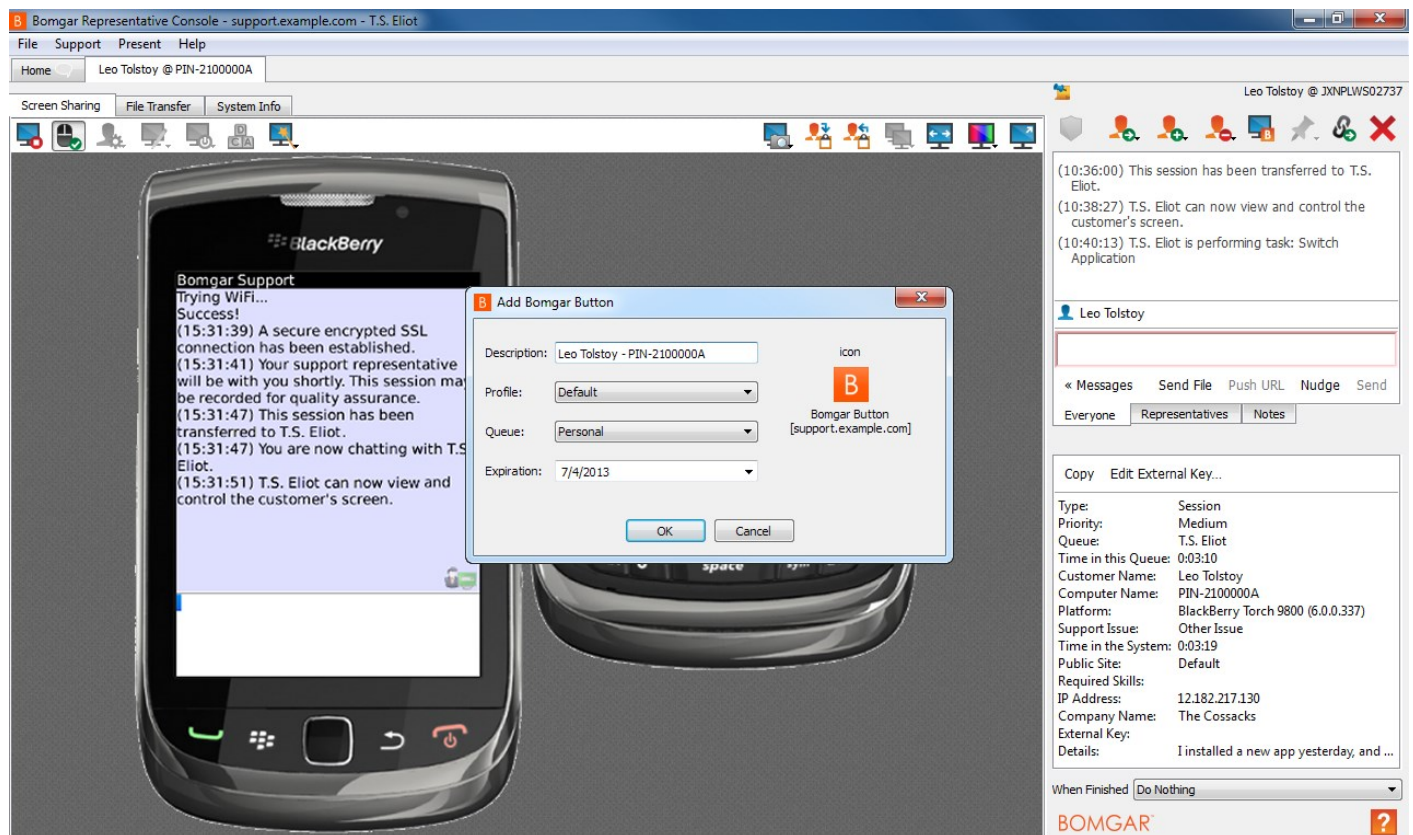 Bomgar Representative Console - support.example.com - T.S. Eliot
File Support Present Help
Home Leo Tolstoy @ PIN-2100000A
Screen Sharing File Transfer System Info
Leo Tolstoy @ JXNPLWS02737
BlackBerry
Bomgar Support
Trying WiFi...
Success!
(15:31:39) A secure encrypted SSL
connection has been established.
(15:31:41) Your support representative
will be with you shortly. This session may
be recorded for quality assurance.
(15:31:47) This session has been
transferred to T.S. Eliot.
(15:31:47) You are now chatting with T.S
Eliot.
(15:31:51) T.S. Eliot can now view and
control the customer's screen.
space
Add Bomgar Button
Description: Leo Tolstoy - PIN-2100000A
Profile: Default
Queue: Personal
Expiration: 7/4/2013
icon
B
Bomgar Button
[support.example.com]
OK Cancel
(10:36:00) This session has been transferred to T.S.
Eliot.
(10:38:27) T.S. Eliot can now view and control the
customer's screen.
(10:40:13) T.S. Eliot is performing task: Switch
Application
Leo Tolstoy
« Messages Send File Push URL Nudge Send
Everyone Representatives Notes
Copy Edit External Key...
Type: Session
Priority: Medium
Queue: T.S. Eliot
Time in this Queue: 0:03:10
Customer Name: Leo Tolstoy
Computer Name: PIN-2100000A
Platform: BlackBerry Torch 9800 (6.0.0.337)
Support Issue: Other Issue
Time in the System: 0:03:19
Public Site: Default
Required Skills:
IP Address: 12.182.217.130
Company Name: The Cossacks
External Key:
Details: I installed a new app yesterday, and ...
When Finished Do Nothing
BOMGAR ?